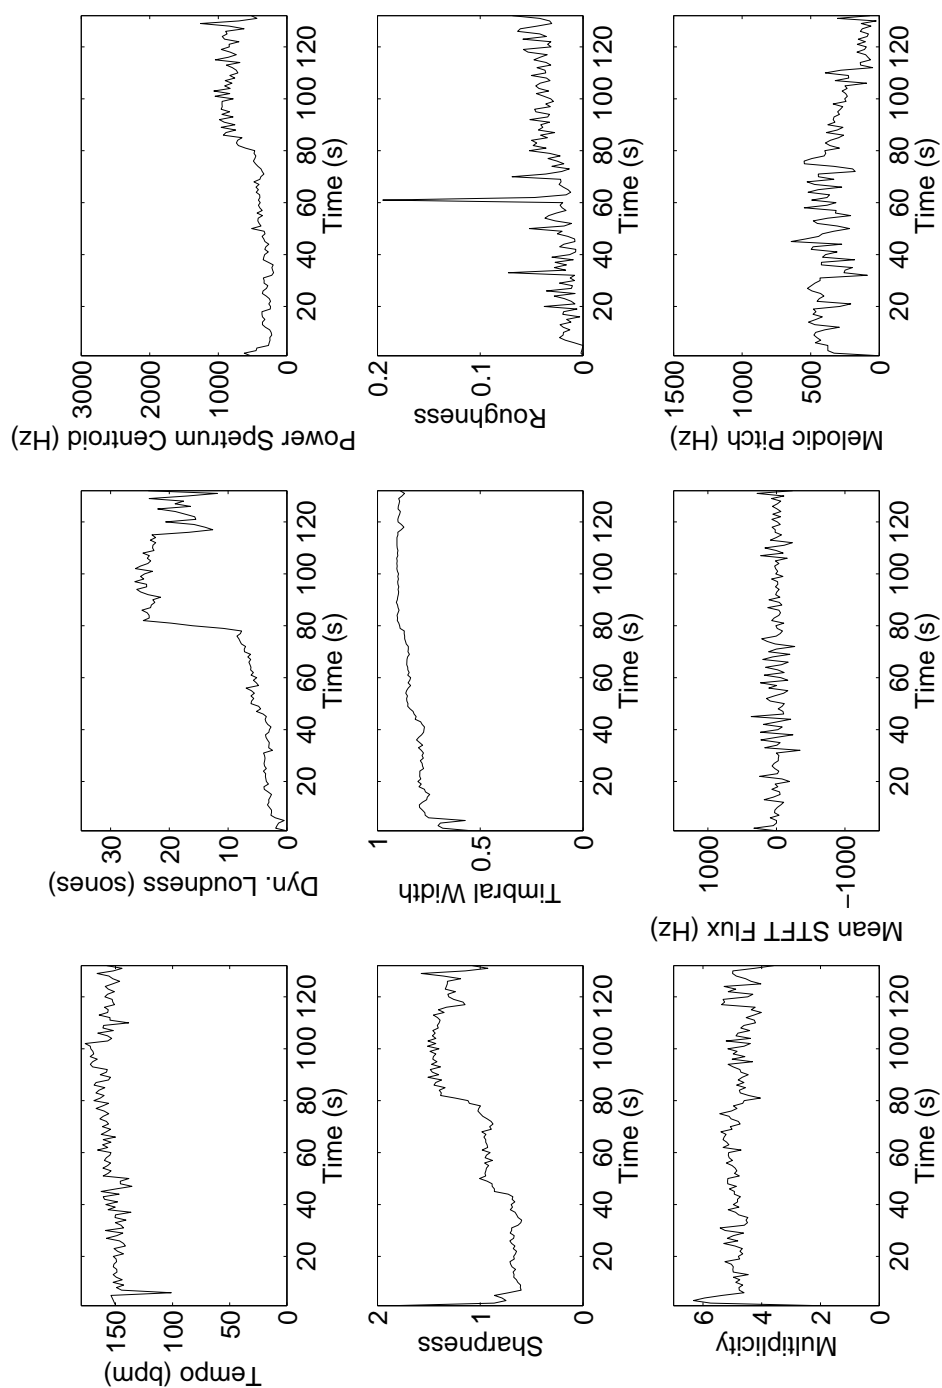 Tempo (bpm)
150
100
50
0
20 40 60 80 100 120
Time (s)
Dyn. Loudness (sones)
30
20
10
0
20 40 60 80 100 120
Time (s)
Power Spetrum Centroid (Hz)
3000
2000
1000
0
20 40 60 80 100 120
Time (s)
Sharpness
2
1
0
20 40 60 80 100 120
Time (s)
Timbral Width
1
0.5
0
20 40 60 80 100 120
Time (s)
Roughness
0.2
0.1
0
20 40 60 80 100 120
Time (s)
Multiplicity
6
4
2
0
20 40 60 80 100 120
Time (s)
Mean STFT Flux (Hz)
1000
0
−1000
20 40 60 80 100 120
Time (s)
Melodic Pitch (Hz)
1500
1000
500
0
20 40 60 80 100 120
Time (s)